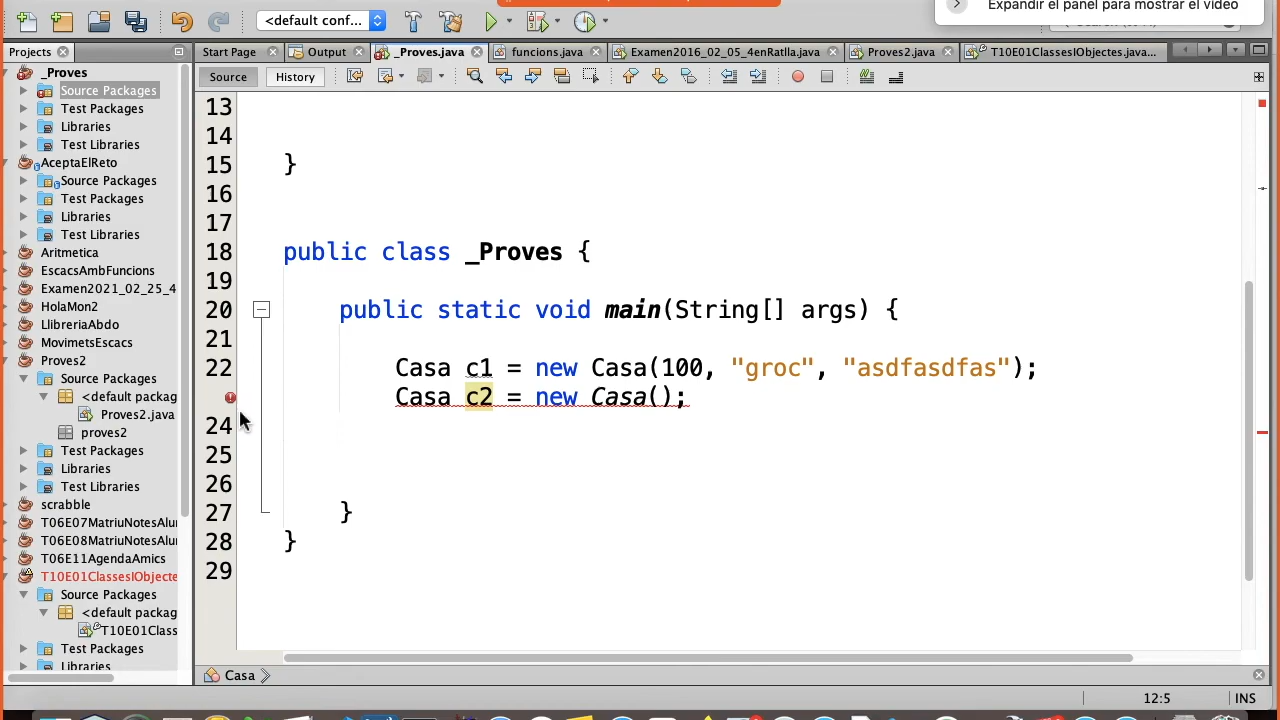 Expandir el panel para mostrar el vídeo
<default conf...
Projects
Start Page
Output
_Proves.java
funcions.java
Examen2016_02_05_4enRatlla.java
Proves2.java
T10E01ClassesIObjectes.java...
Source
History
_Proves
Source Packages
Test Packages
Libraries
Test Libraries
AceptaElReto
Source Packages
Test Packages
Libraries
Test Libraries
Aritmetica
EscacsAmbFuncions
Examen2021_02_25_4
HolaMon2
LlibreriaAbdo
MovimetsEscacs
Proves2
Source Packages
<default packag
Proves2.java
proves2
Test Packages
Libraries
Test Libraries
scrabble
T06E07MatriuNotesAlu
T06E08MatriuNotesAlu
T06E11AgendaAmics
T10E01ClassesIObjecte
Source Packages
<default packag
T10E01Class
Test Packages
Libraries
13
14
15 }
16
17
18 public class _Proves {
19
20 public static void main(String[] args) {
21
22 Casa c1 = new Casa(100, "groc", "asdfasdfas");
Casa c2 = new Casa();
24
25
26
27 }
28 }
29
Casa
12:5
INS